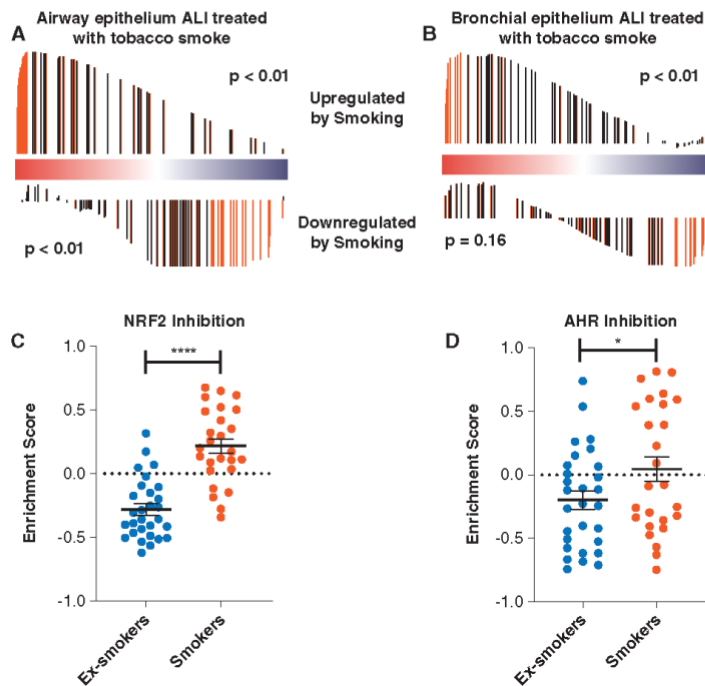 A
Airway epithelium ALI treated
with tobacco smoke
p < 0.01
Upregulated
by Smoking
B
Bronchial epithelium ALI treated
with tobacco smoke
p < 0.01
p < 0.01
Downregulated
by Smoking
p = 0.16
C
NRF2 Inhibition
****
Enrichment Score
1.0
0.5
0.0
-0.5
-1.0
Ex-smokers
Smokers
D
AHR Inhibition
*
Enrichment Score
1.0
0.5
0.0
-0.5
-1.0
Ex-smokers
Smokers